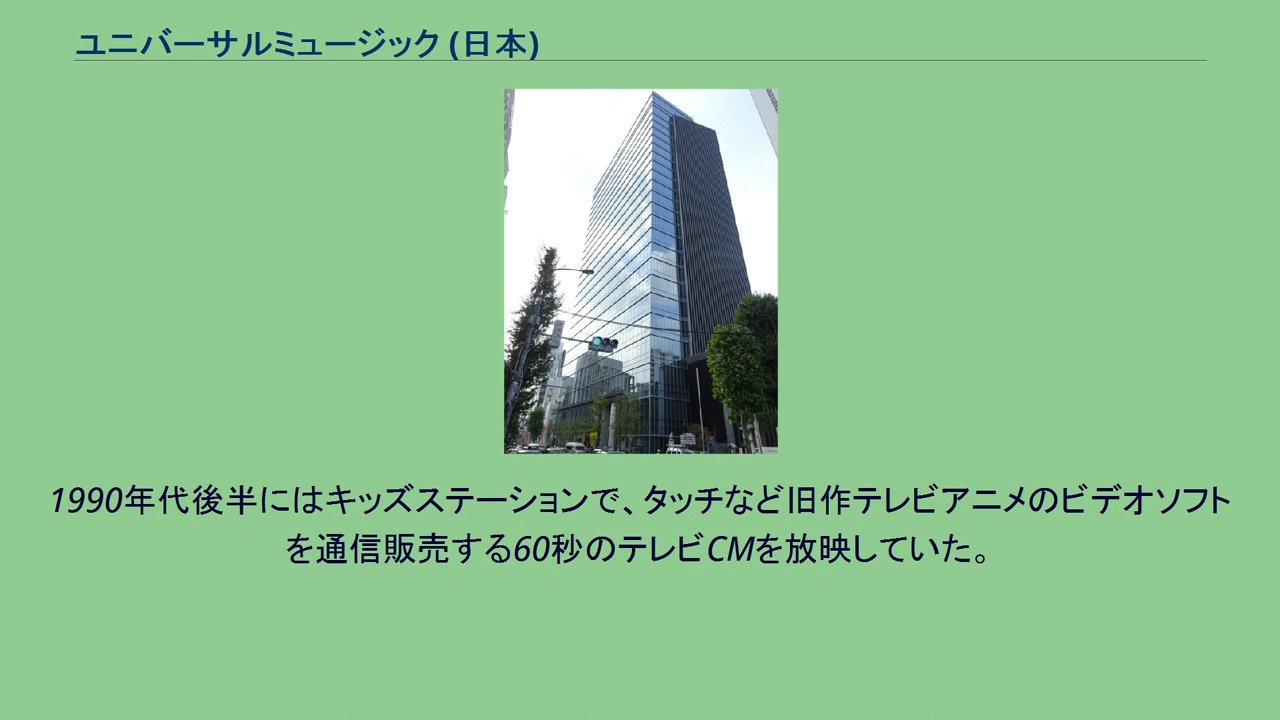 ユニバーサルミュージック (日本)
1990年代後半にはキッズステーションで、タッチなど旧作テレビアニメのビデオソフト
を通信販売する60秒のテレビCMを放映していた。